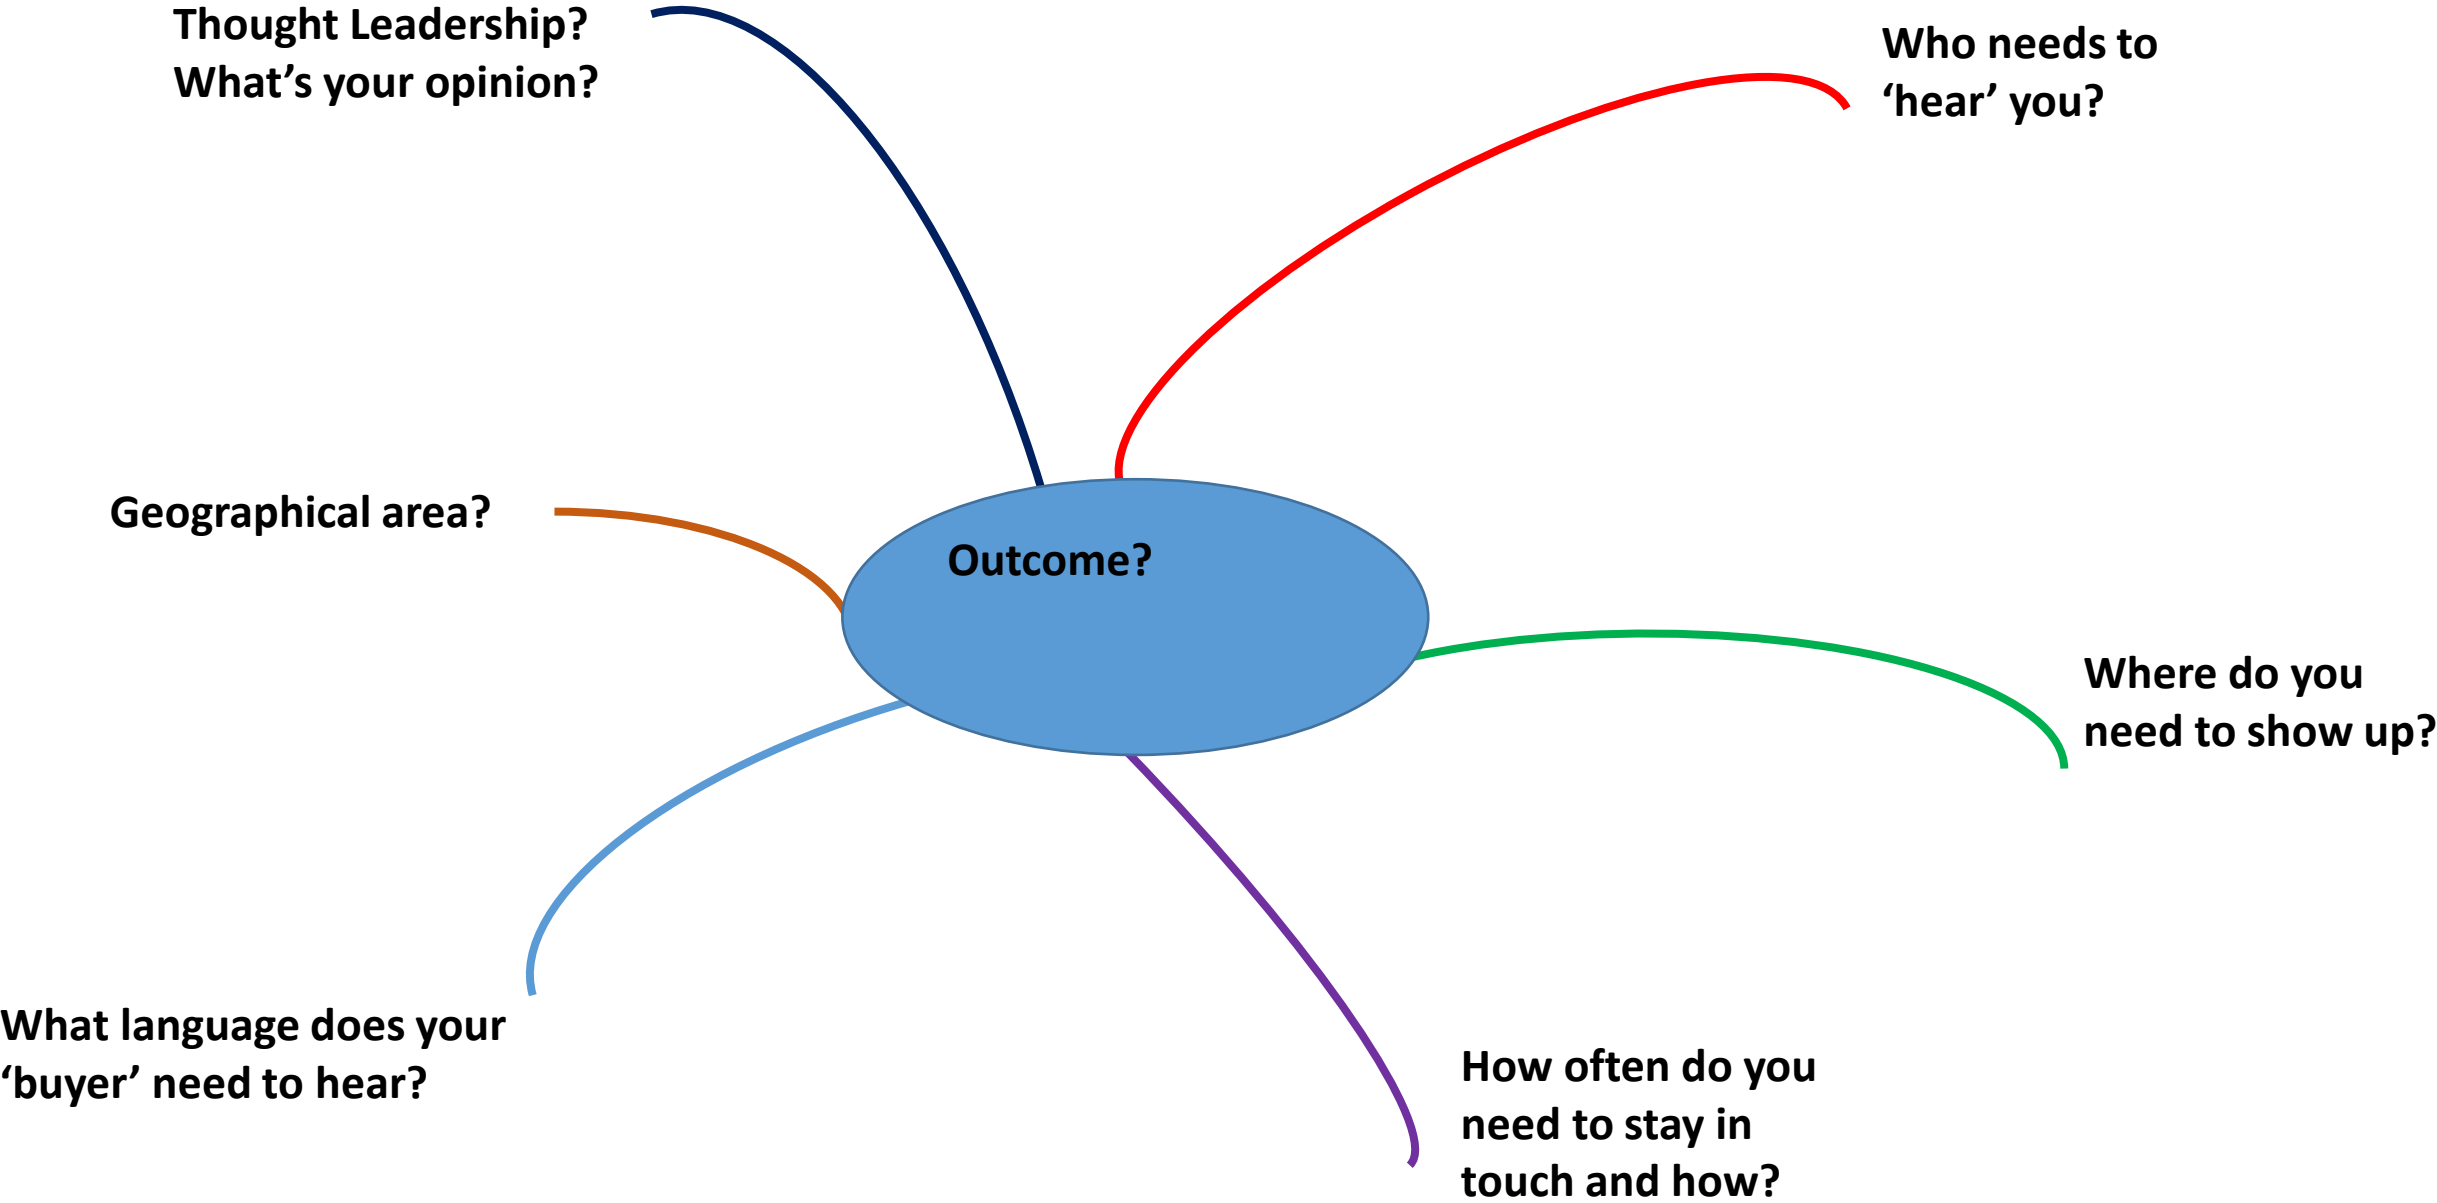 Thought Leadership?
What’s your opinion?
Who needs to
‘hear’ you?
Geographical area?
Outcome?
Where do you
need to show up?
What language does your
‘buyer’ need to hear?
How often do you
need to stay in
touch and how?